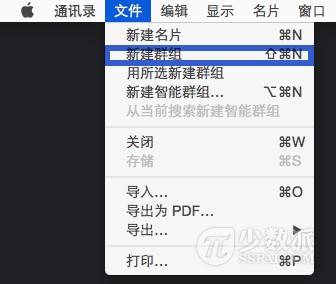 通讯录 文件 编辑 显示 名片 窗口
新建名片 ⌘N
新建群组 ⇧⌘N
用所选新建群组
新建智能群组... ⌥⌘N
从当前搜索新建智能群组
关闭 ⌘W
存储 ⌘S
导入... ⌘O
导出为 PDF...
导出... ▶
打印... ⌘P
少数派
SSPAI.COM